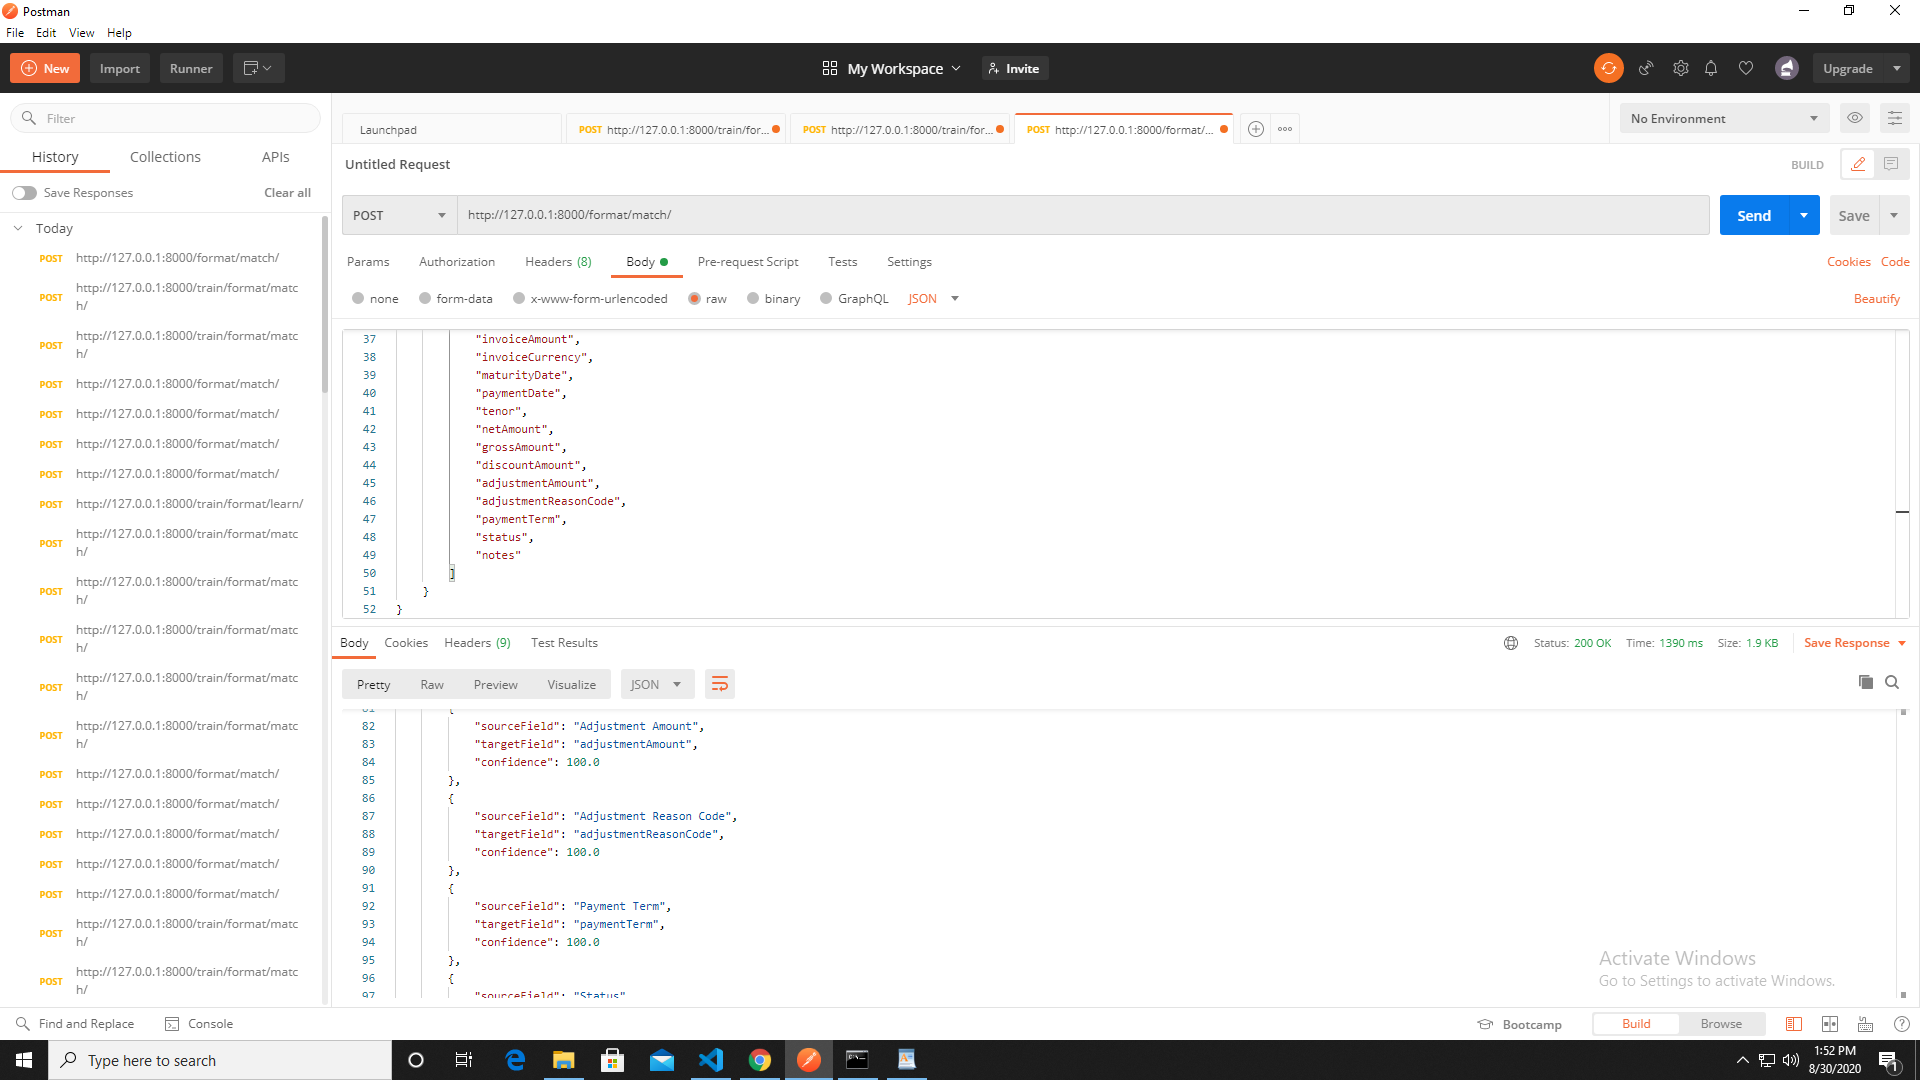 Postman
File Edit View Help
New Import Runner My Workspace Invite Upgrade
Filter
History Collections APIs
Save Responses Clear all
Today
POST http://127.0.0.1:8000/format/match/
POST http://127.0.0.1:8000/train/format/matc
h/
POST http://127.0.0.1:8000/train/format/matc
h/
POST http://127.0.0.1:8000/format/match/
POST http://127.0.0.1:8000/format/match/
POST http://127.0.0.1:8000/format/match/
POST http://127.0.0.1:8000/format/match/
POST http://127.0.0.1:8000/train/format/learn/
POST http://127.0.0.1:8000/train/format/matc
h/
POST http://127.0.0.1:8000/train/format/matc
h/
POST http://127.0.0.1:8000/train/format/matc
h/
POST http://127.0.0.1:8000/train/format/matc
h/
POST http://127.0.0.1:8000/train/format/matc
h/
POST http://127.0.0.1:8000/format/match/
POST http://127.0.0.1:8000/format/match/
POST http://127.0.0.1:8000/format/match/
POST http://127.0.0.1:8000/format/match/
POST http://127.0.0.1:8000/format/match/
POST http://127.0.0.1:8000/train/format/matc
h/
POST http://127.0.0.1:8000/train/format/matc
h/
Launchpad POST http://127.0.0.1:8000/train/for... POST http://127.0.0.1:8000/train/for... POST http://127.0.0.1:8000/format/... No Environment
Untitled Request BUILD
POST http://127.0.0.1:8000/format/match/ Send Save
Params Authorization Headers (8) Body Pre-request Script Tests Settings Cookies Code
none form-data x-www-form-urlencoded raw binary GraphQL JSON Beautify
37 "invoiceAmount",
38 "invoiceCurrency",
39 "maturityDate",
40 "paymentDate",
41 "tenor",
42 "netAmount",
43 "grossAmount",
44 "discountAmount",
45 "adjustmentAmount",
46 "adjustmentReasonCode",
47 "paymentTerm",
48 "status",
49 "notes"
50 ]
51 }
52 }
Body Cookies Headers (9) Test Results Status: 200 OK Time: 1390 ms Size: 1.9 KB Save Response
Pretty Raw Preview Visualize JSON
81 {
82 "sourceField": "Adjustment Amount",
83 "targetField": "adjustmentAmount",
84 "confidence": 100.0
85 },
86 {
87 "sourceField": "Adjustment Reason Code",
88 "targetField": "adjustmentReasonCode",
89 "confidence": 100.0
90 },
91 {
92 "sourceField": "Payment Term",
93 "targetField": "paymentTerm",
94 "confidence": 100.0
95 },
96 {
97 "sourceField": "Status"
Activate Windows
Go to Settings to activate Windows.
Find and Replace Console Bootcamp Build Browse
Type here to search
1:52 PM
8/30/2020
1